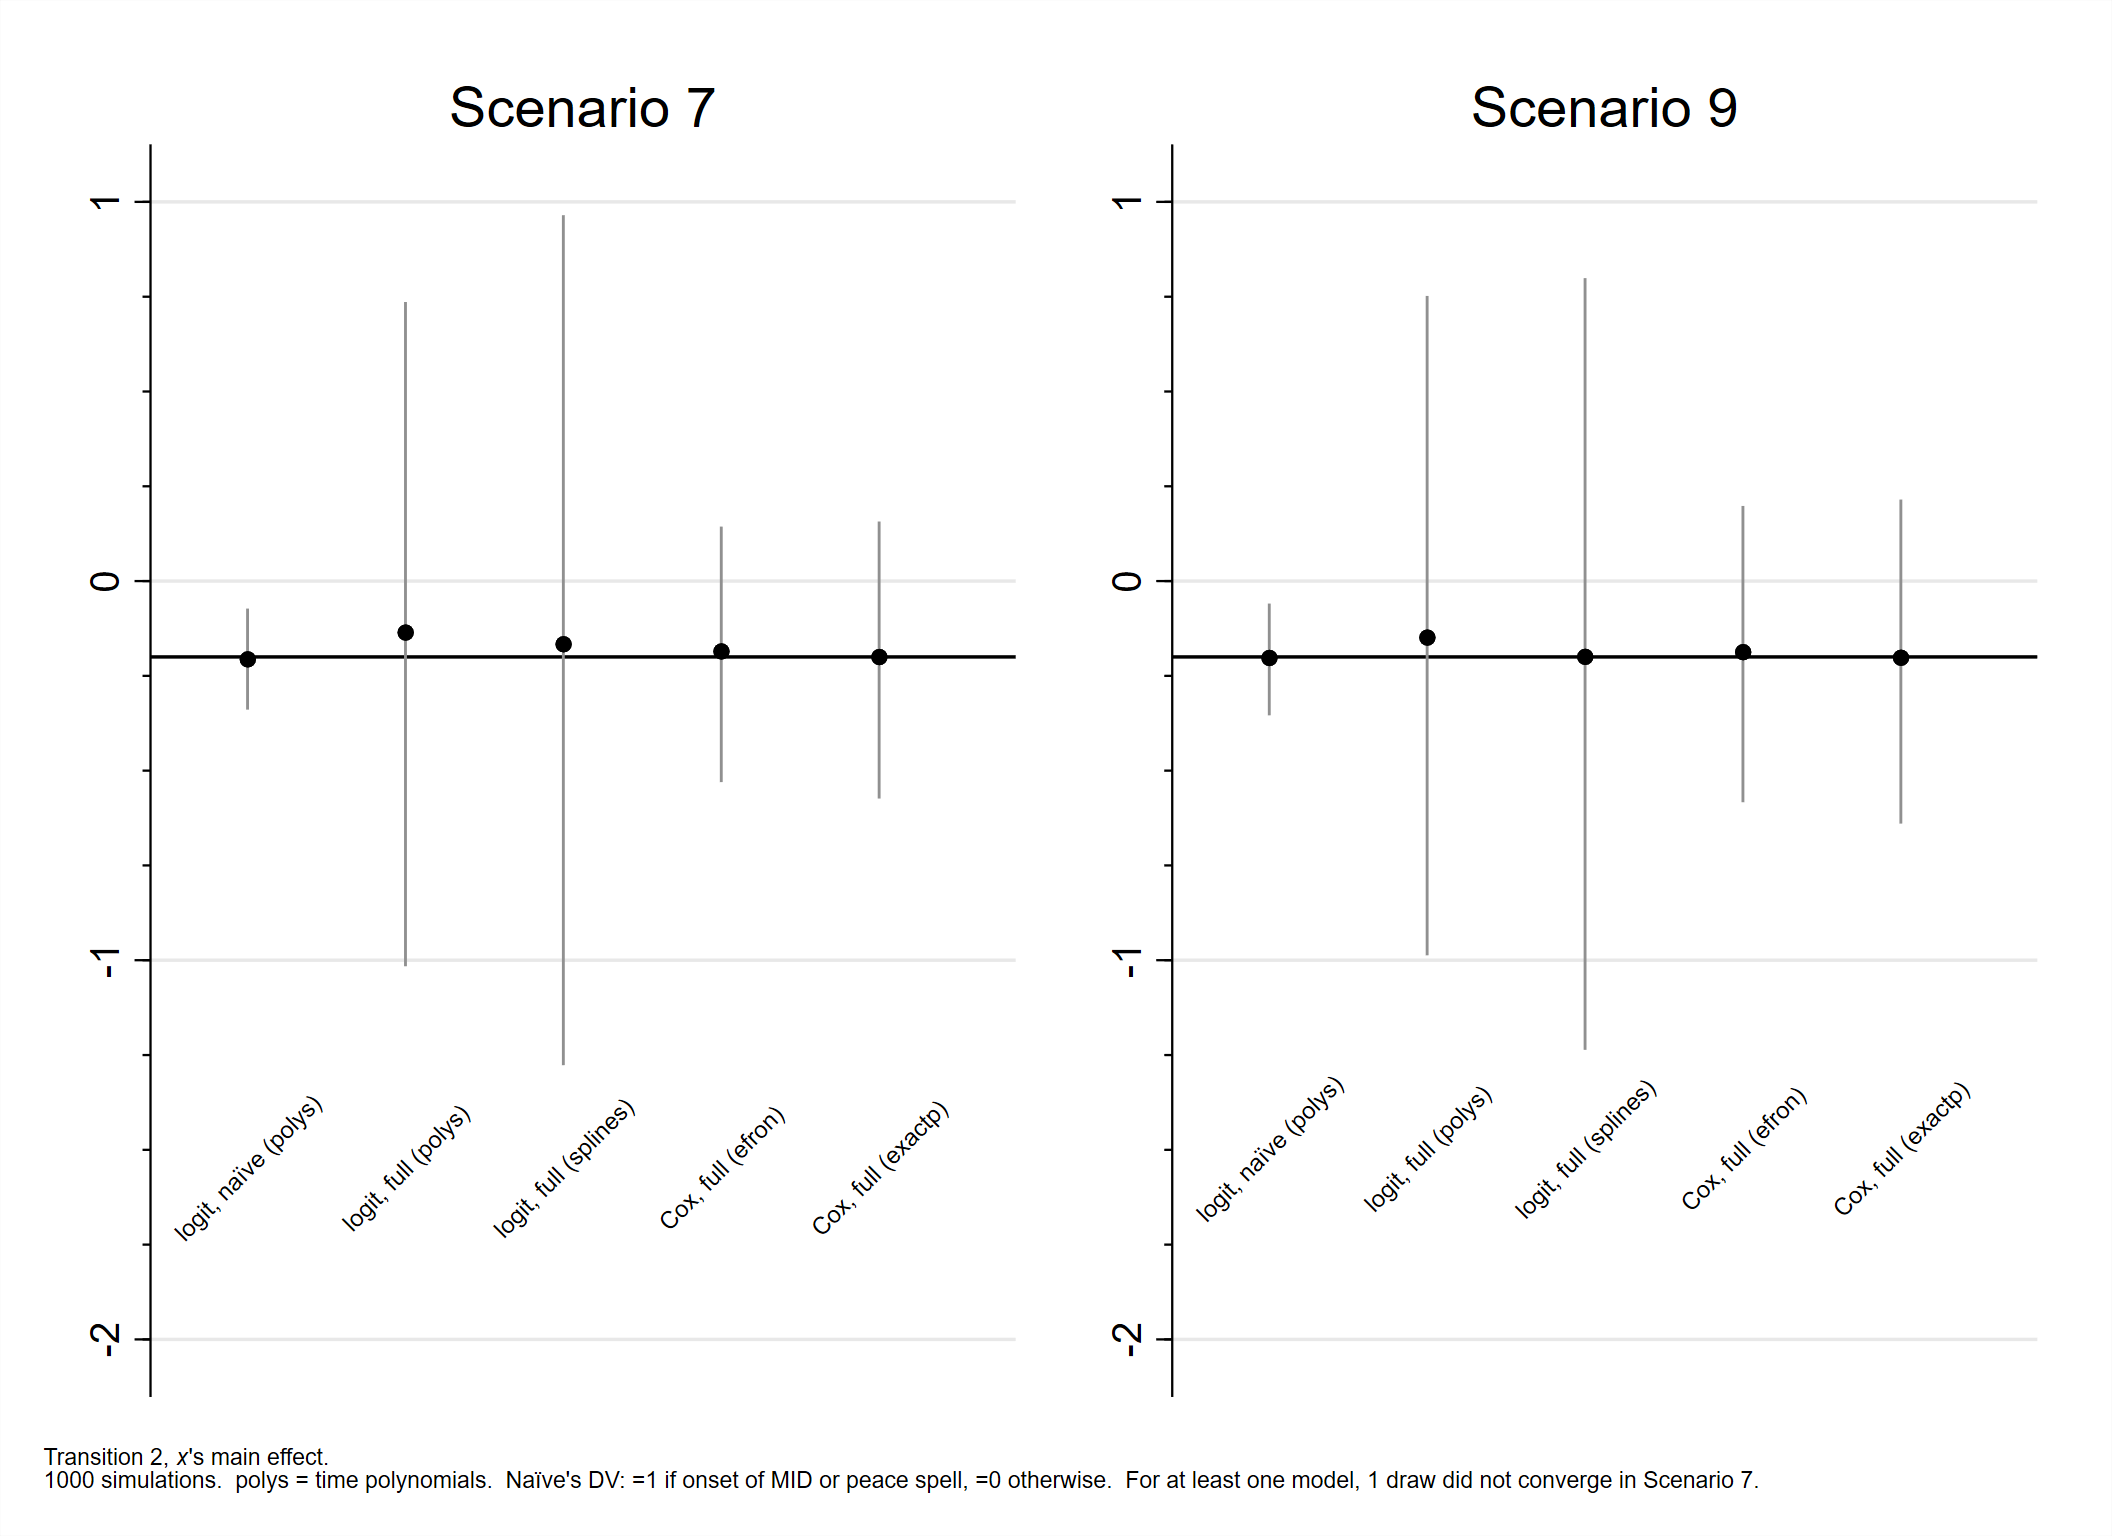 Scenario 7
1
0
-1
-2
logit, naïve (polys)
logit, full (polys)
logit, full (splines)
Cox, full (efron)
Cox, full (exactp)
Scenario 9
1
0
-1
-2
logit, naïve (polys)
logit, full (polys)
logit, full (splines)
Cox, full (efron)
Cox, full (exactp)
Transition 2, x's main effect.
1000 simulations.  polys = time polynomials.  Naïve's DV: =1 if onset of MID or peace spell, =0 otherwise.  For at least one model, 1 draw did not converge in Scenario 7.